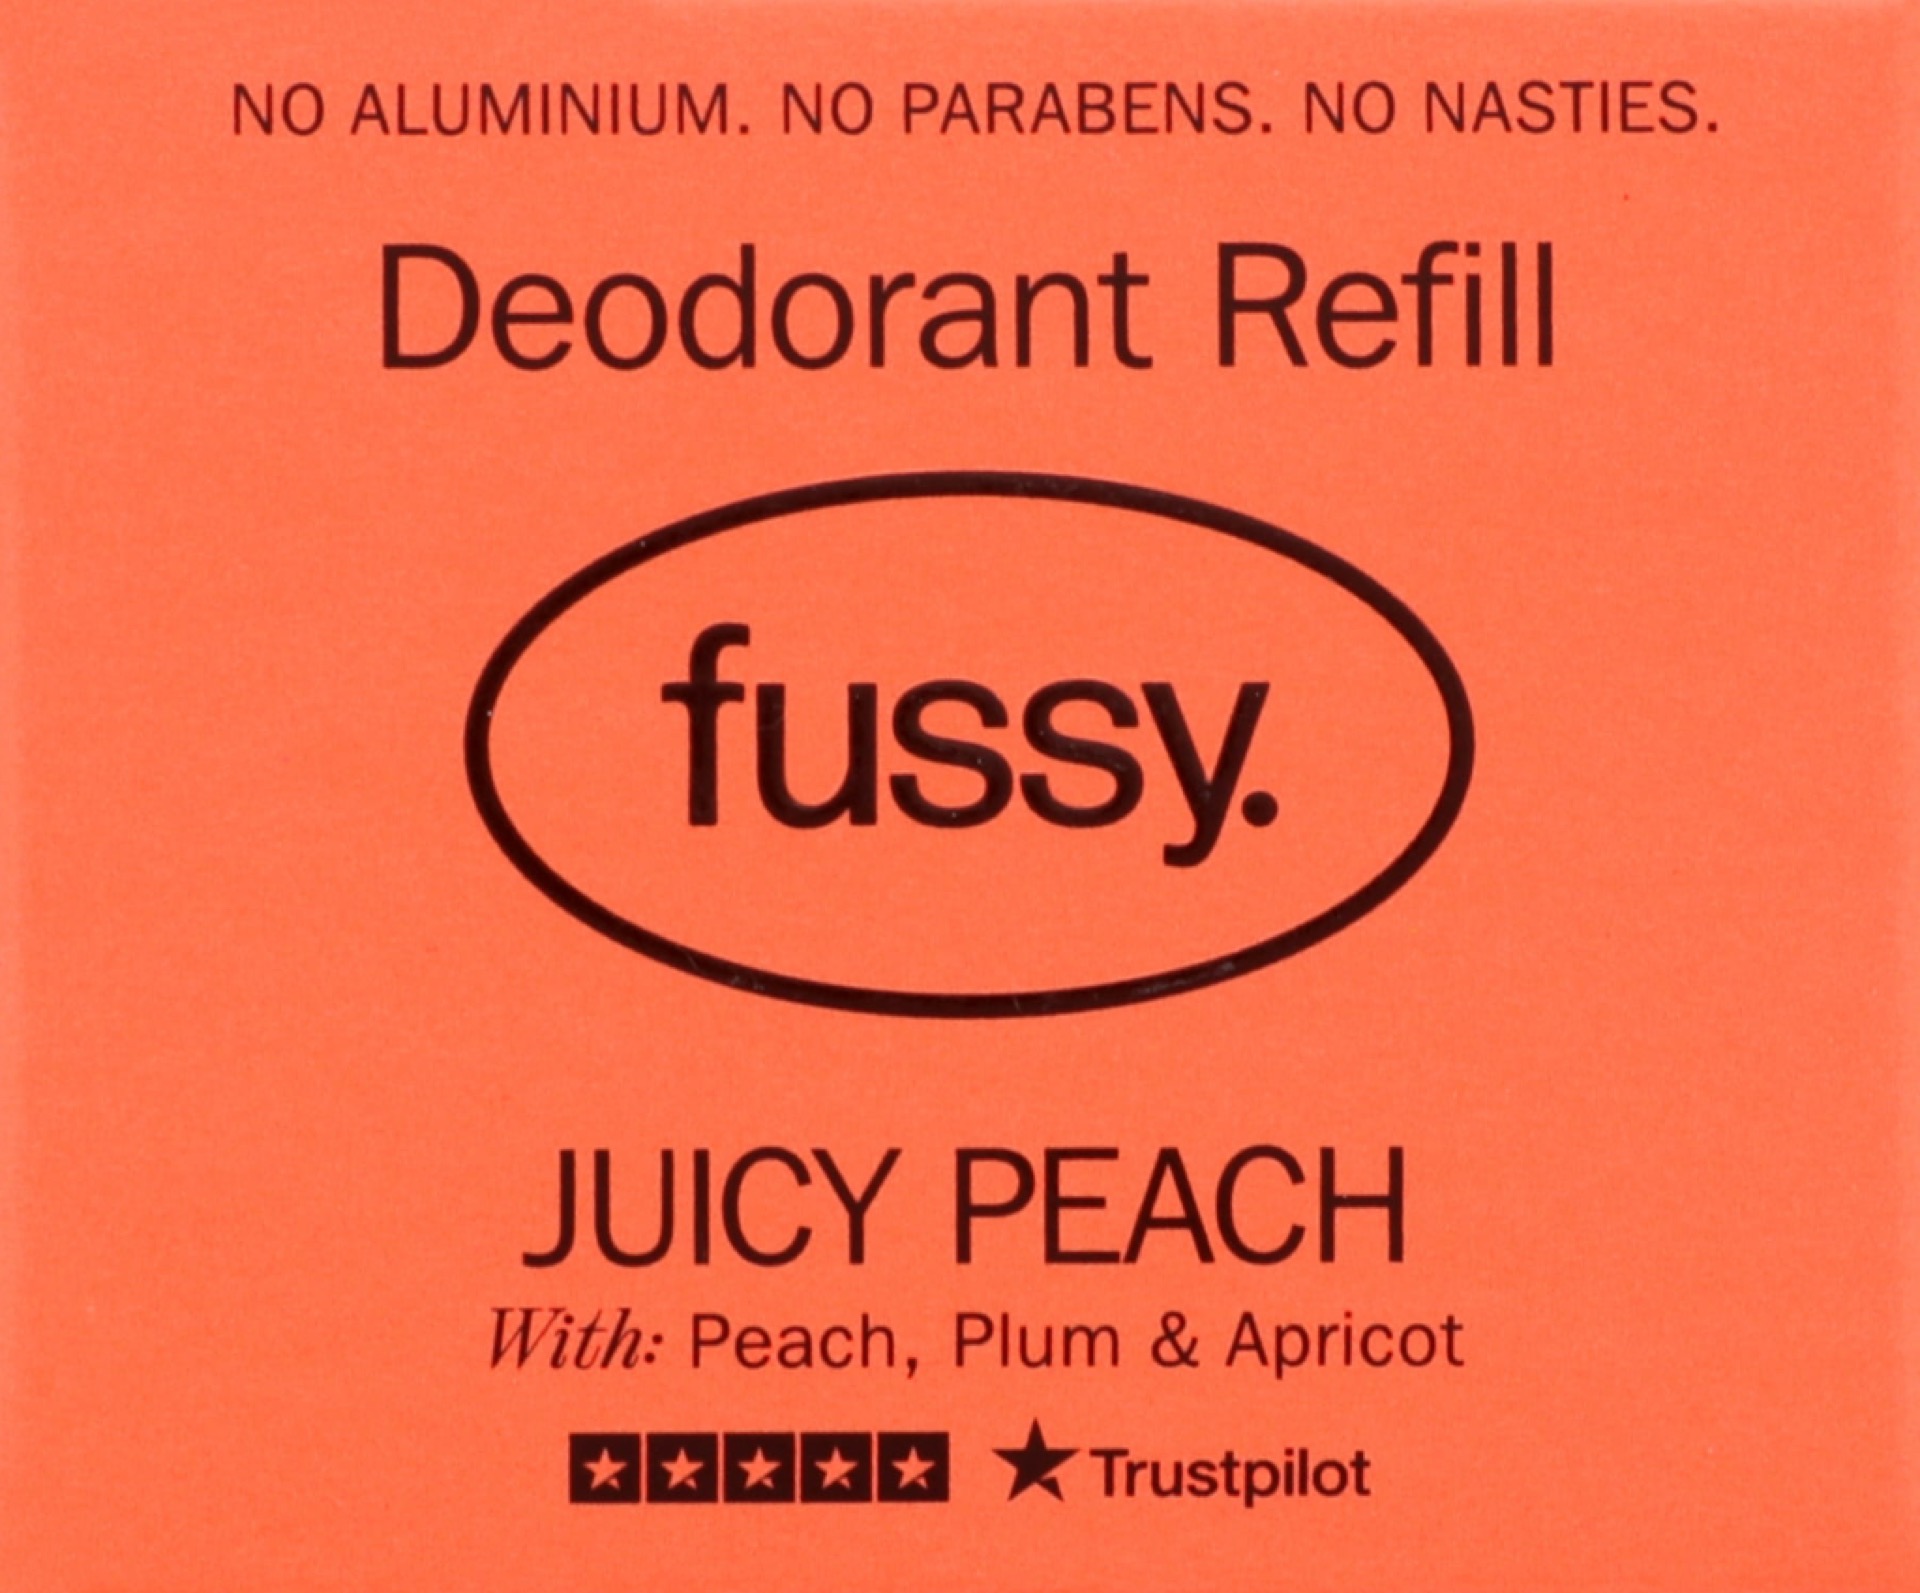 NO ALUMINIUM. NO PARABENS. NO NASTIES.
Deodorant Refill
fussy.
JUICY PEACH
With: Peach, Plum & Apricot
Trustpilot